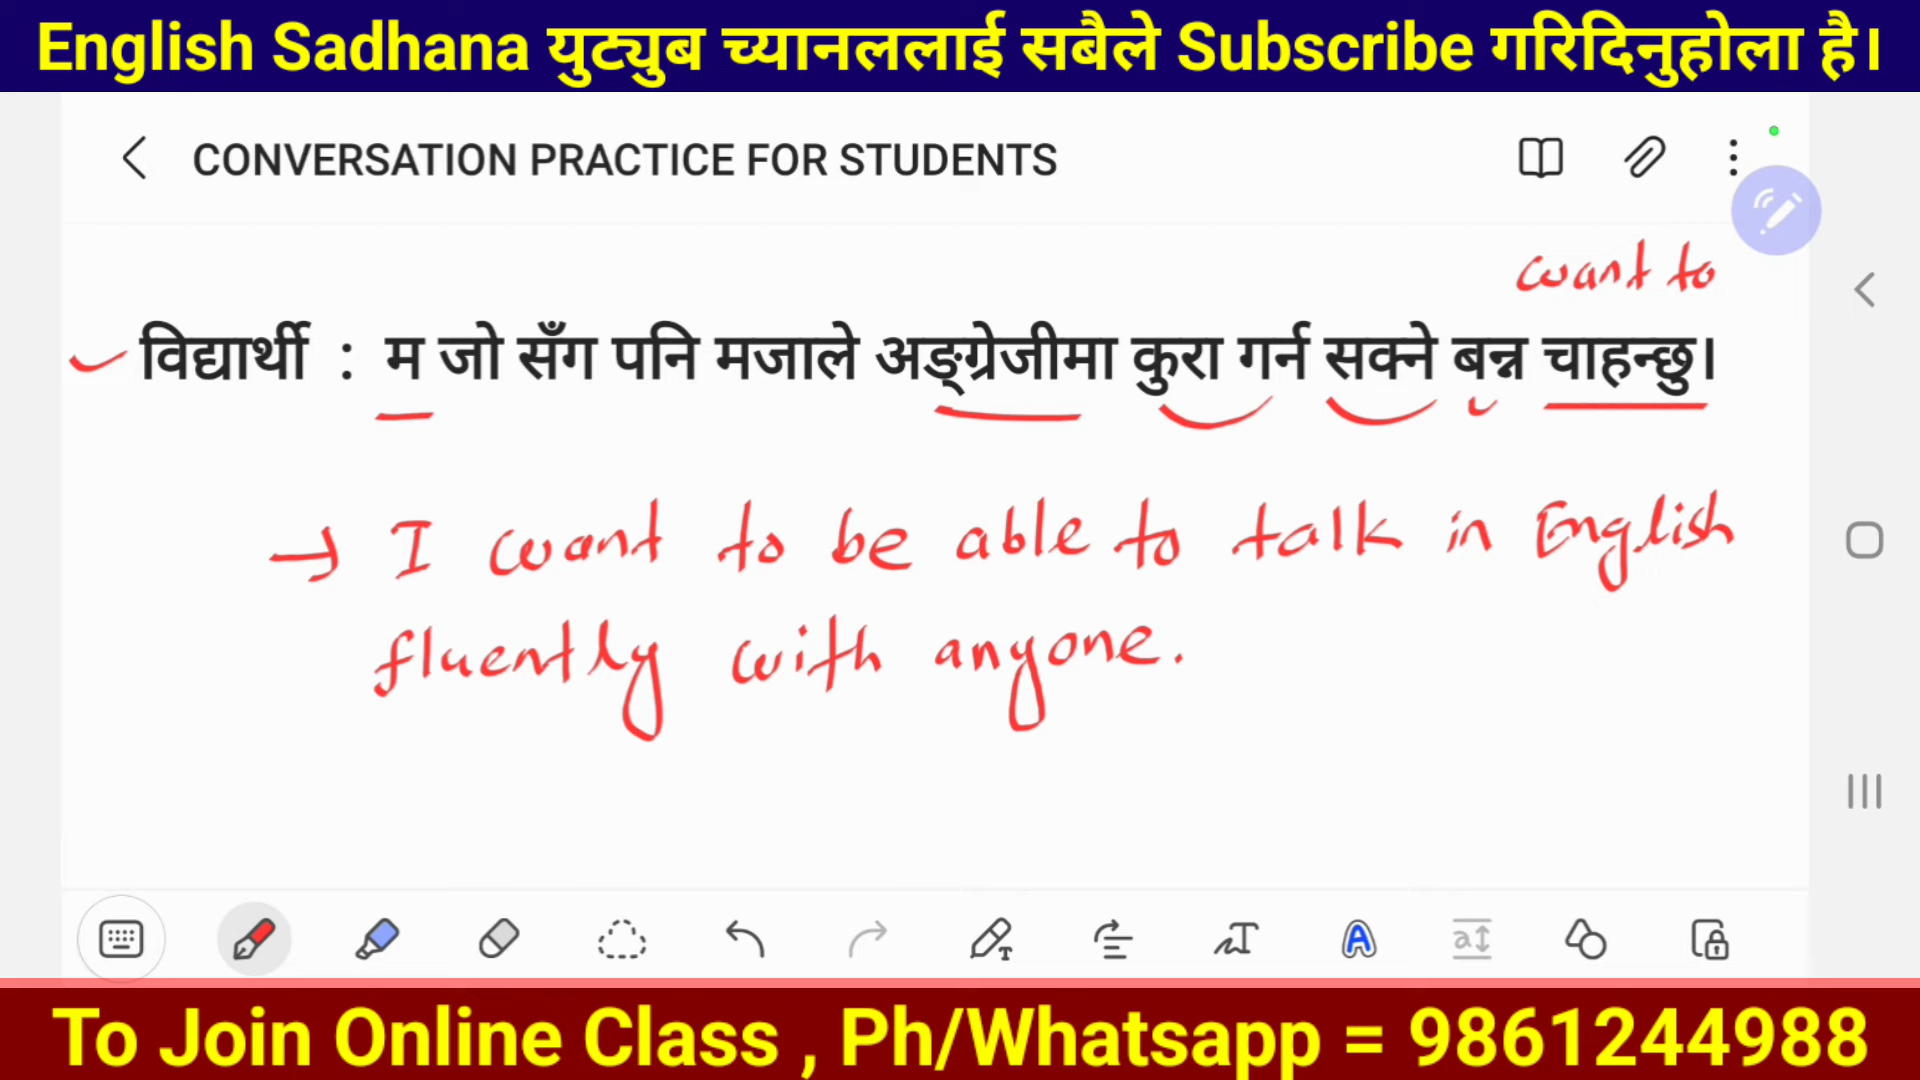 English Sadhana युट्युब च्यानललाई सबैले Subscribe गरिदिनुहोला है।
CONVERSATION PRACTICE FOR STUDENTS
want to
विद्यार्थी : म जो सँग पनि मजाले अङ्ग्रेजीमा कुरा गर्न सक्ने बन्न चाहन्छु।
→ I want to be able to talk in English
fluently with anyone.
To Join Online Class , Ph/Whatsapp = 9861244988